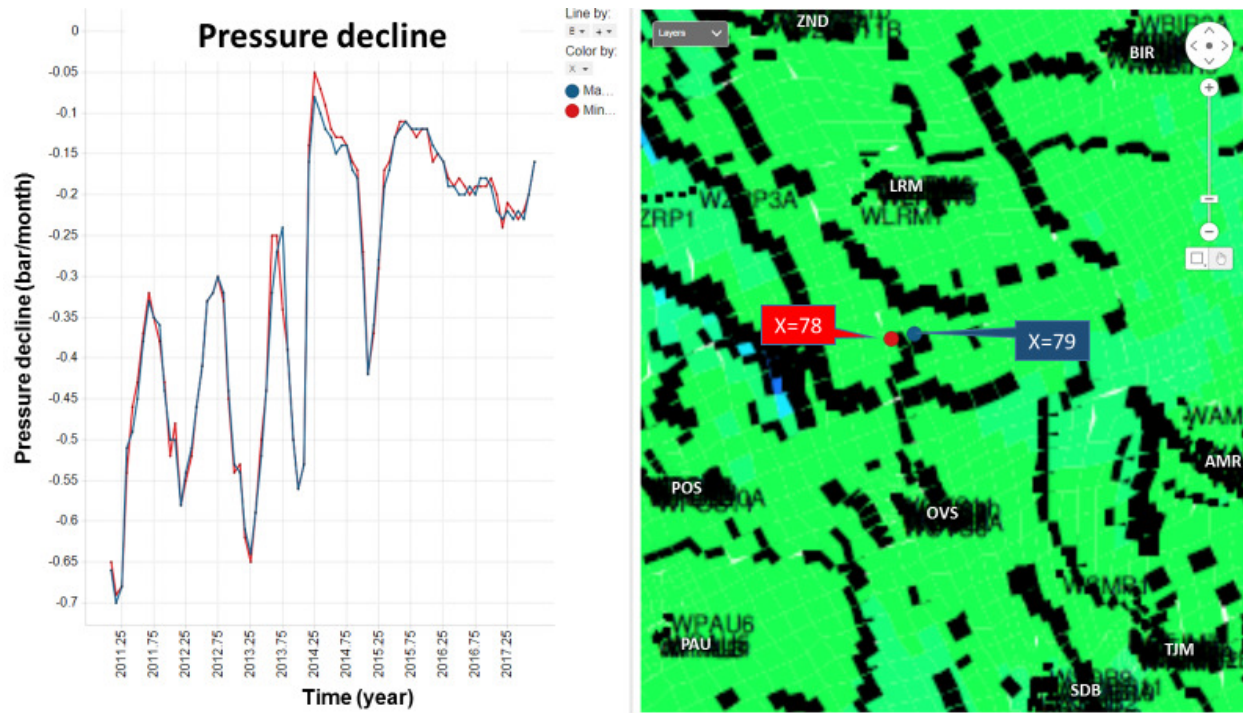 Pressure decline
Line by:
Color by:
X
Ma...
Min...
Pressure decline (bar/month)
0
-0.05
-0.1
-0.15
-0.2
-0.25
-0.3
-0.35
-0.4
-0.45
-0.5
-0.55
-0.6
-0.65
-0.7
2011.25
2011.75
2012.25
2012.75
2013.25
2013.75
2014.25
2014.75
2015.25
2015.75
2016.25
2016.75
2017.25
Time (year)
Layers
ZND
BIR
LRM
WLRM1
WZRP3A
ZRP1
X=78
X=79
WAM
AMR
POS
OVS
WSMR1
WPAU6
PAU
TJM
SDB